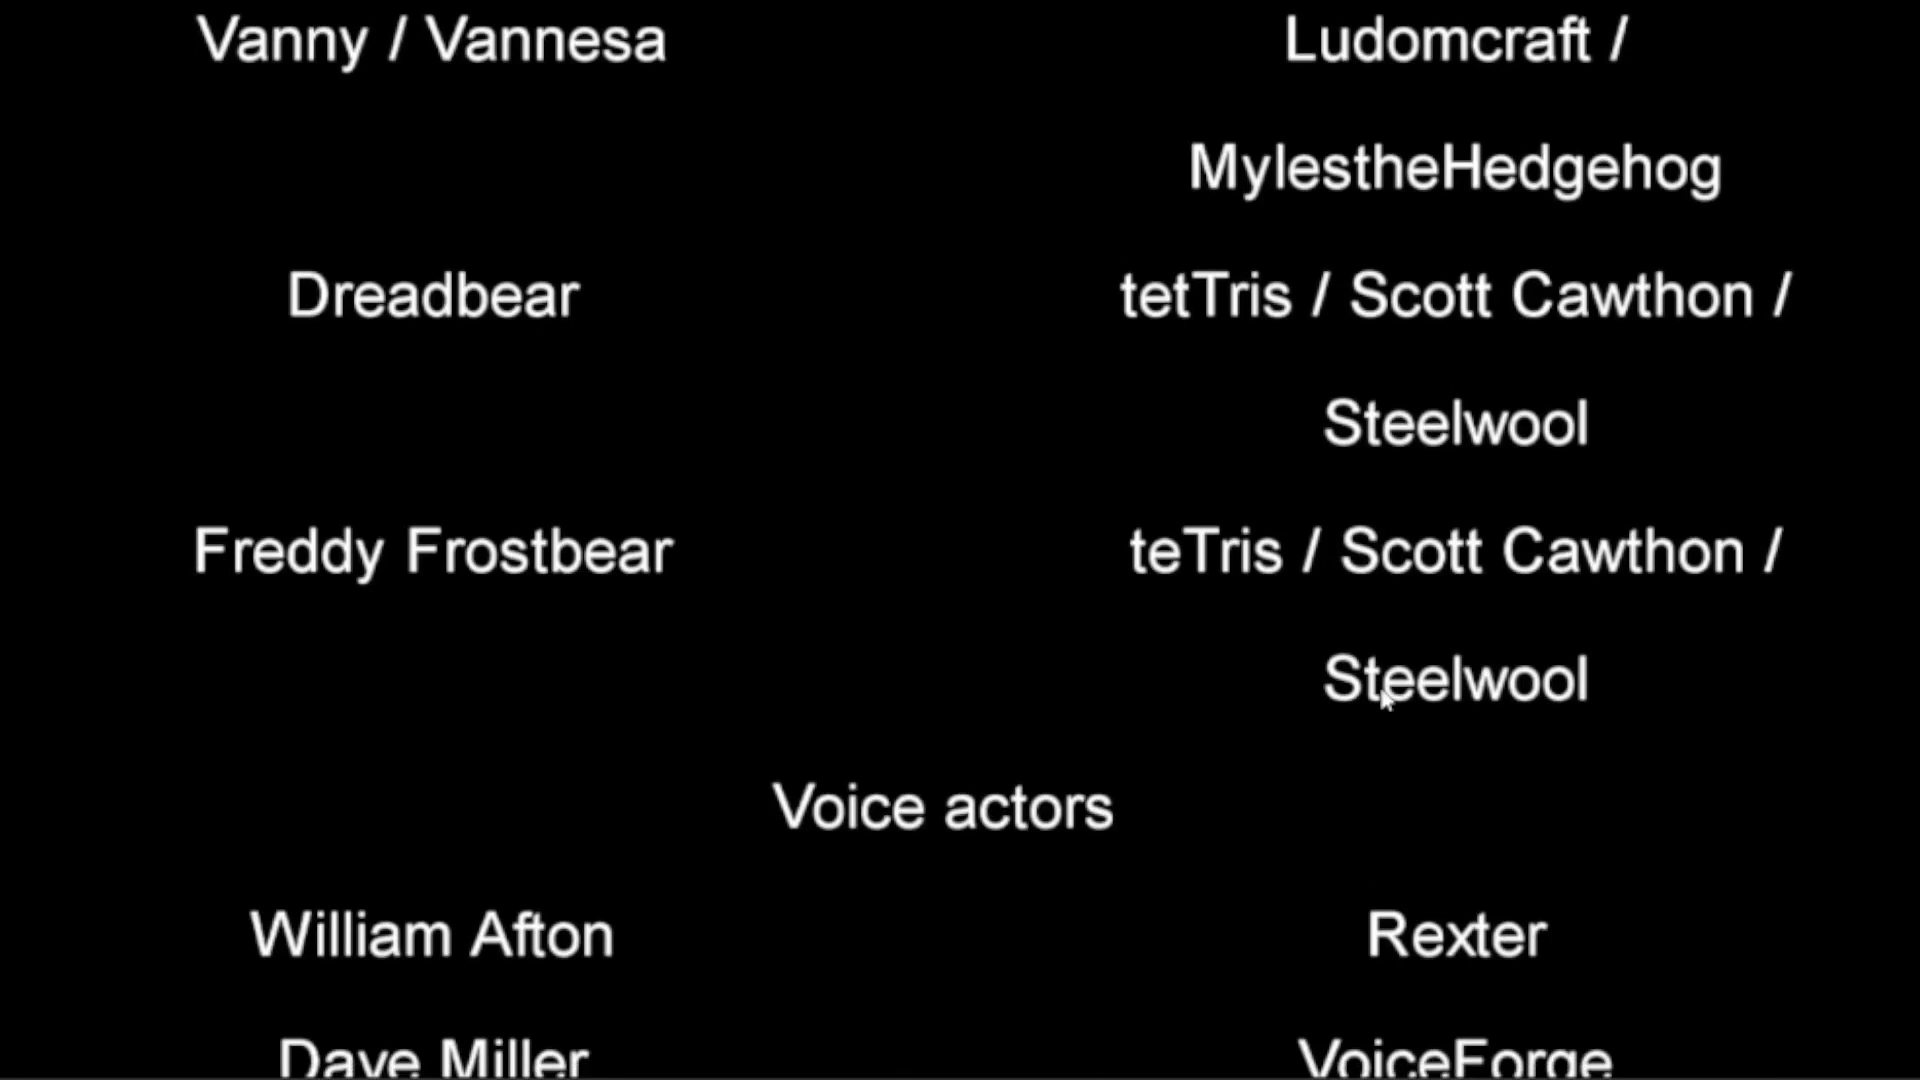 Vanny / Vannesa Ludomcraft /
MylestheHedgehog
Dreadbear tetTris / Scott Cawthon /
Steelwool
Freddy Frostbear teTris / Scott Cawthon /
Steelwool
Voice actors
William Afton Rexter
Dave Miller VoiceForge